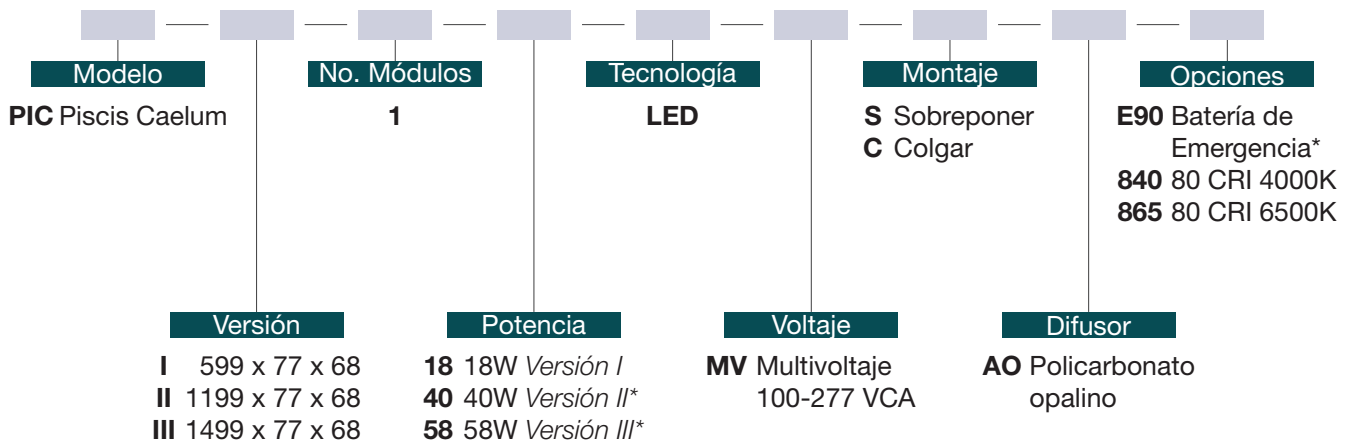 Modelo
PIC Piscis Caelum
No. Módulos
1
Tecnología
LED
Montaje
S Sobreponer
C Colgar
Opciones
E90 Batería de
Emergencia*
840 80 CRI 4000K
865 80 CRI 6500K
Versión
I 599 x 77 x 68
II 1199 x 77 x 68
III 1499 x 77 x 68
Potencia
18 18W Versión I
40 40W Versión II*
58 58W Versión III*
Voltaje
MV Multivoltaje
100-277 VCA
Difusor
AO Policarbonato
opalino